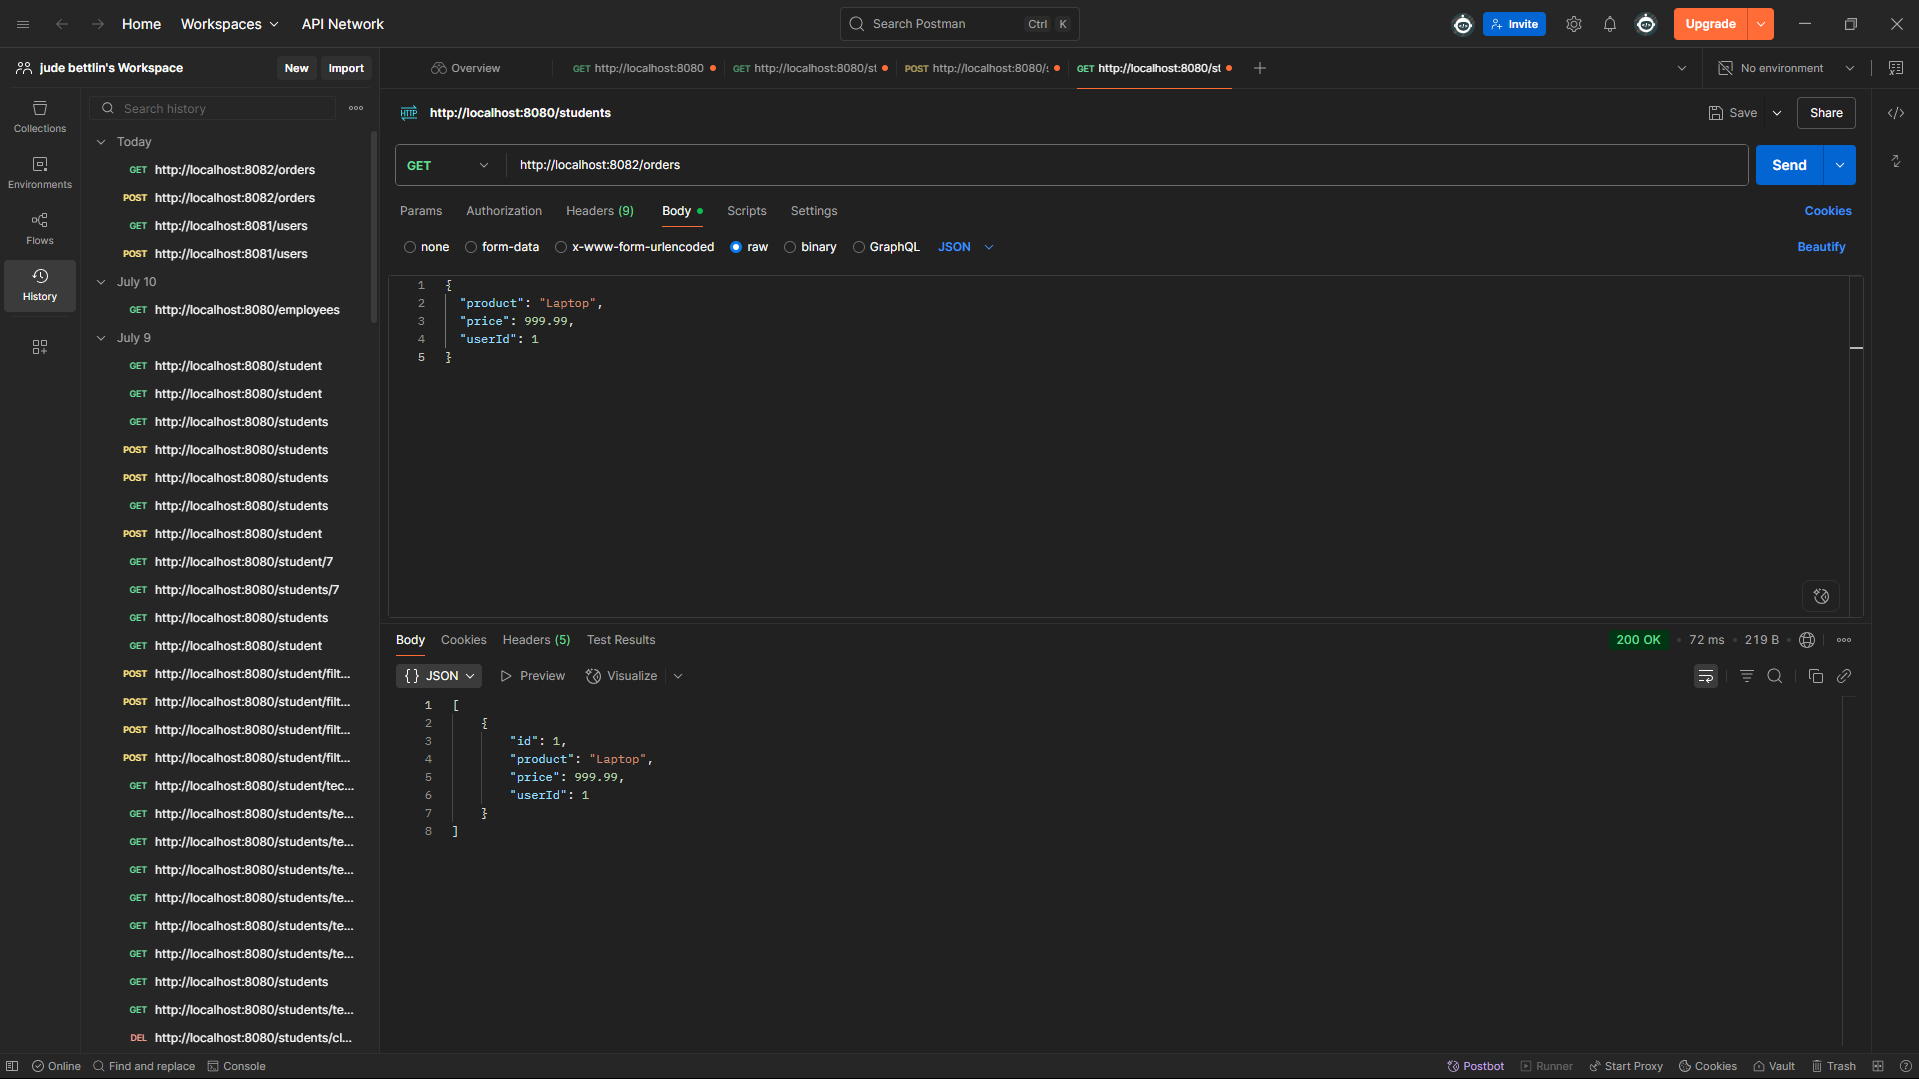 Home
Workspaces
API Network
Search Postman
Ctrl
K
Invite
Upgrade
jude bettlin's Workspace
New
Import
Overview
GET http://localhost:8080
GET http://localhost:8080/st
POST http://localhost:8080/s
GET http://localhost:8080/st
No environment
Collections
Environments
Flows
History
Search history
Today
GET http://localhost:8082/orders
POST http://localhost:8082/orders
GET http://localhost:8081/users
POST http://localhost:8081/users
July 10
GET http://localhost:8080/employees
July 9
GET http://localhost:8080/student
GET http://localhost:8080/student
GET http://localhost:8080/students
POST http://localhost:8080/students
POST http://localhost:8080/students
GET http://localhost:8080/students
POST http://localhost:8080/student
GET http://localhost:8080/student/7
GET http://localhost:8080/students/7
GET http://localhost:8080/students
GET http://localhost:8080/student
POST http://localhost:8080/student/filt...
POST http://localhost:8080/student/filt...
POST http://localhost:8080/student/filt...
POST http://localhost:8080/student/filt...
GET http://localhost:8080/student/tec...
GET http://localhost:8080/students/te...
GET http://localhost:8080/students/te...
GET http://localhost:8080/students/te...
GET http://localhost:8080/students/te...
GET http://localhost:8080/students/te...
GET http://localhost:8080/students/te...
GET http://localhost:8080/students
GET http://localhost:8080/students/te...
DEL http://localhost:8080/students/cl...
HTTP http://localhost:8080/students
Save
Share
GET
http://localhost:8082/orders
Send
Params
Authorization
Headers (9)
Body
Scripts
Settings
Cookies
none
form-data
x-www-form-urlencoded
raw
binary
GraphQL
JSON
Beautify
1 {
2 "product": "Laptop",
3 "price": 999.99,
4 "userId": 1
5 }
Body
Cookies
Headers (5)
Test Results
200 OK
72 ms
219 B
{} JSON
Preview
Visualize
1 [
2 {
3 "id": 1,
4 "product": "Laptop",
5 "price": 999.99,
6 "userId": 1
7 }
8 ]
Online
Find and replace
Console
Postbot
Runner
Start Proxy
Cookies
Vault
Trash